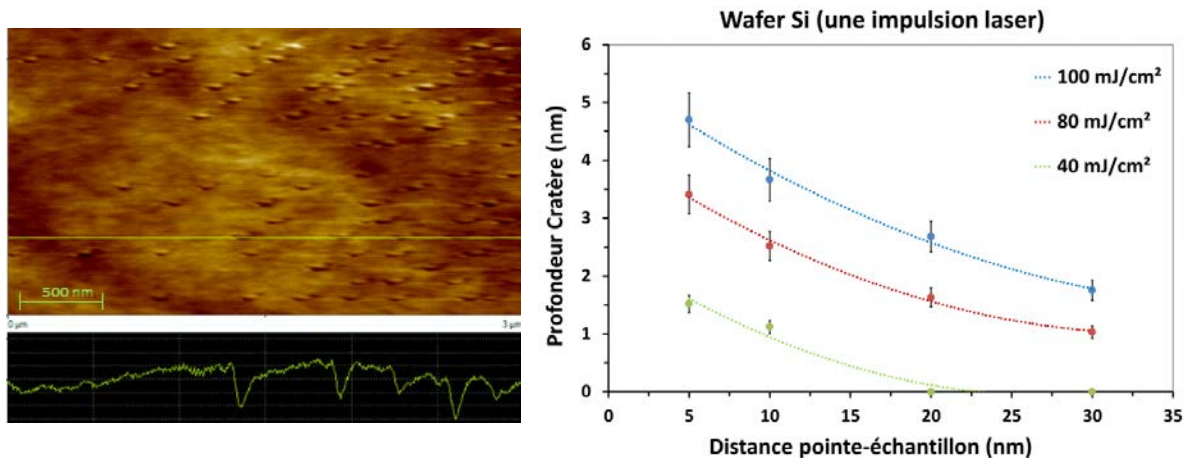 500 nm
0 µm
3 µm
Wafer Si (une impulsion laser)
6
5
4
3
2
1
0
Profondeur Cratère (nm)
100 mJ/cm²
80 mJ/cm²
40 mJ/cm²
0 5 10 15 20 25 30 35
Distance pointe-échantillon (nm)